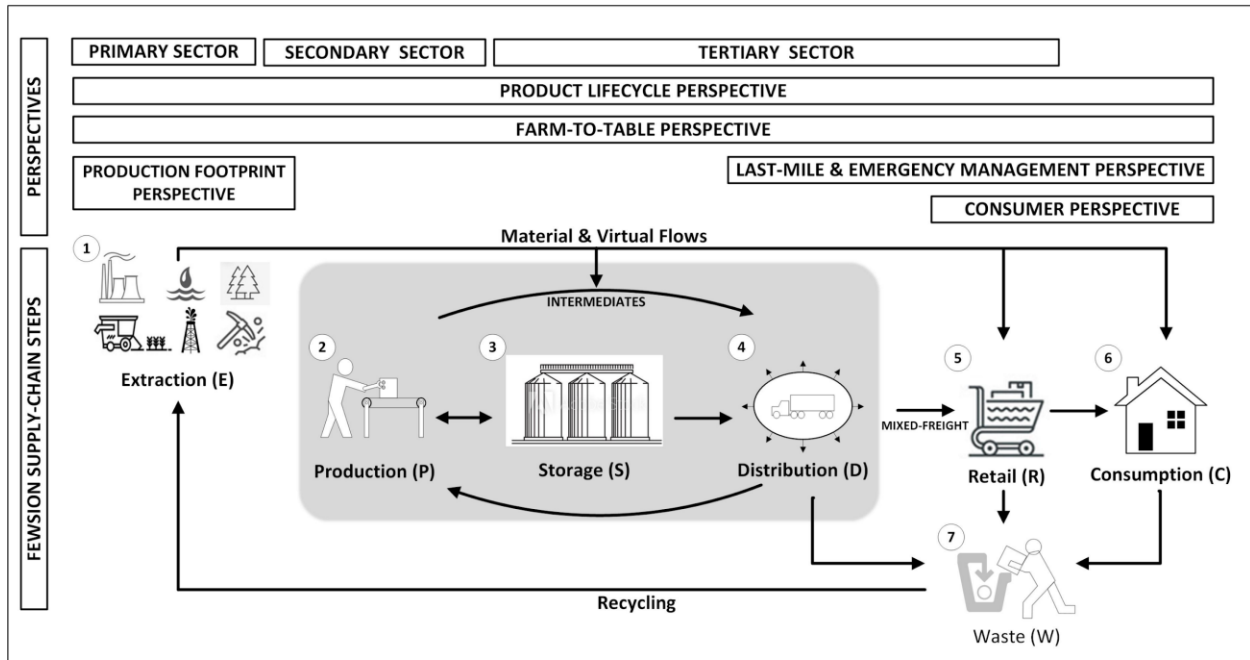 PERSPECTIVES
PRIMARY SECTOR
SECONDARY SECTOR
TERTIARY SECTOR
PRODUCT LIFECYCLE PERSPECTIVE
FARM-TO-TABLE PERSPECTIVE
PRODUCTION FOOTPRINT
PERSPECTIVE
LAST-MILE & EMERGENCY MANAGEMENT PERSPECTIVE
CONSUMER PERSPECTIVE
FEWSION SUPPLY-CHAIN STEPS
Material & Virtual Flows
1
Extraction (E)
INTERMEDIATES
2
Production (P)
3
Storage (S)
4
Distribution (D)
MIXED-FREIGHT
5
Retail (R)
6
Consumption (C)
7
Waste (W)
Recycling